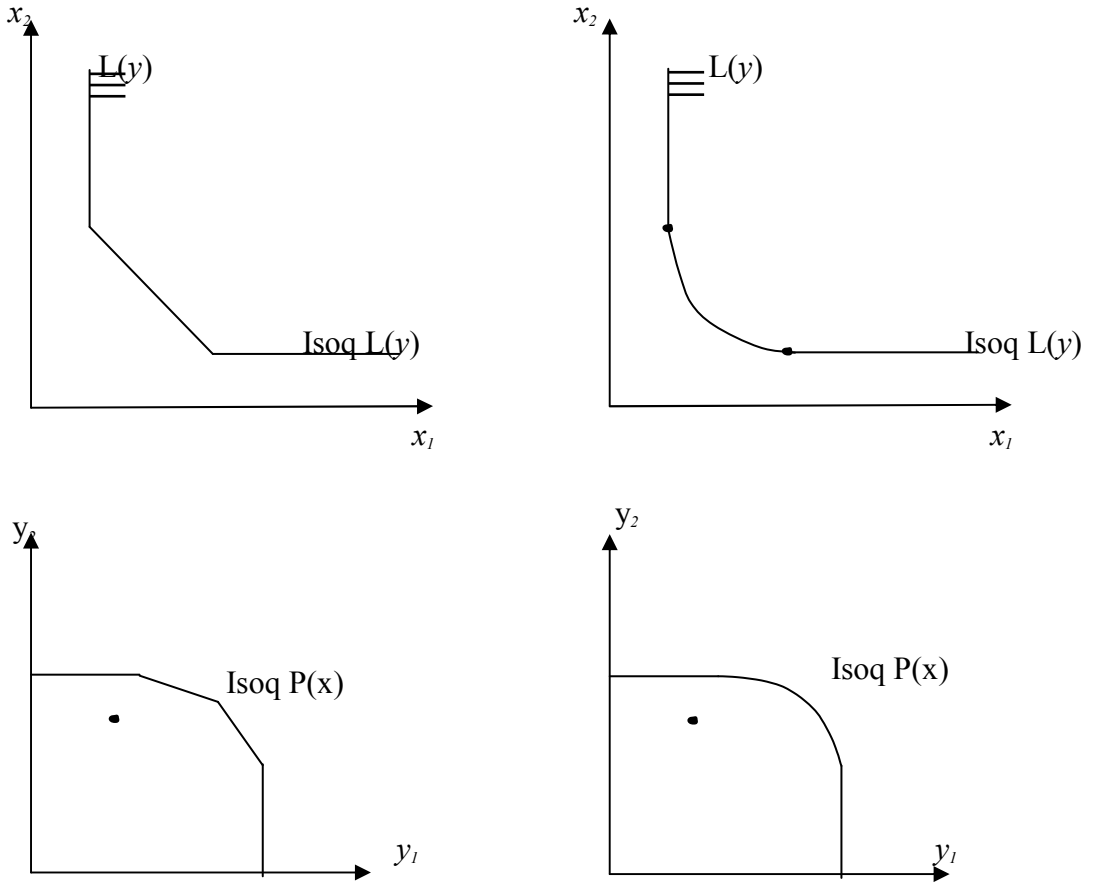 x₂
L(y)
Isoq L(y)
x₁
x₂
L(y)
Isoq L(y)
x₁
y₂
Isoq P(x)
y₁
y₂
Isoq P(x)
y₁